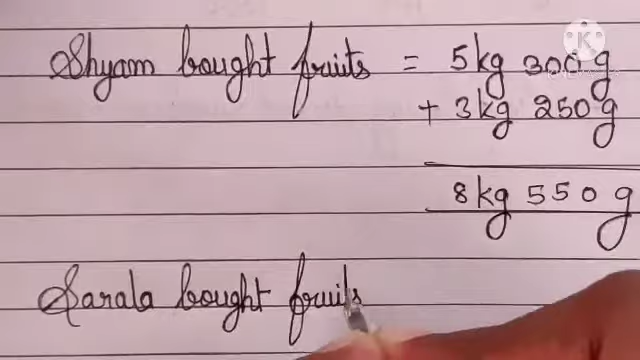 Shyam bought fruits = 5kg 300g
+ 3kg 250g
8kg 550g
Sarala bought fruits